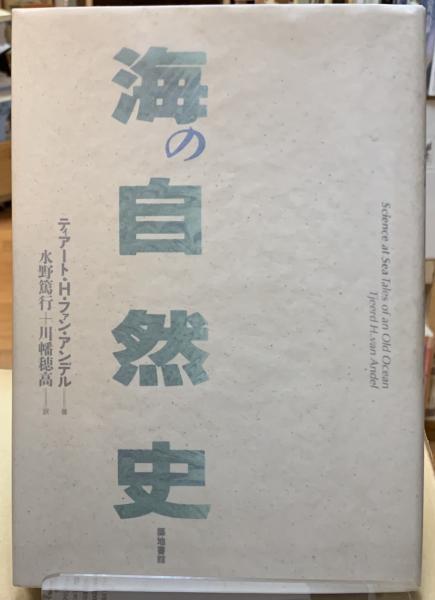 海の自然史
Science at Sea Tales of an Old Ocean
Tjeerd H. van Andel
ティアート・H・ファン・アンデル——著
水野篤行+川幡穂高——訳
築地書館